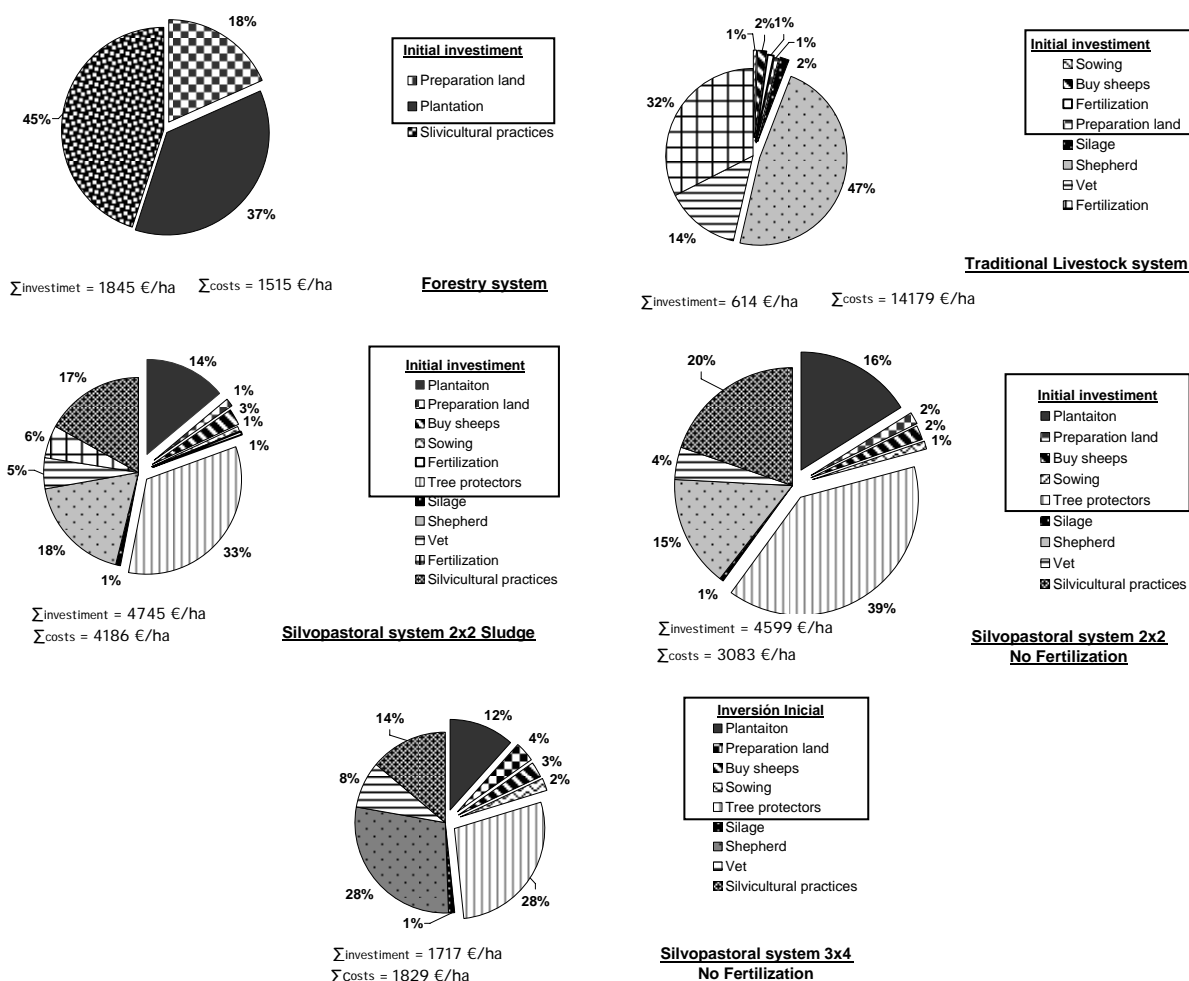 18%
45%
37%
Initial investiment
Preparation land
Plantation
Slivicultural practices
∑investimet = 1845 €/ha
∑costs = 1515 €/ha
Forestry system
1%
2%
1%
1%
2%
32%
47%
14%
Initial investiment
Sowing
Buy sheeps
Fertilization
Preparation land
Silage
Shepherd
Vet
Fertilization
Traditional Livestock system
∑investiment= 614 €/ha
∑costs = 14179 €/ha
17%
14%
1%
3%
1%
1%
6%
5%
18%
1%
33%
Initial investiment
Plantaiton
Preparation land
Buy sheeps
Sowing
Fertilization
Tree protectors
Silage
Shepherd
Vet
Fertilization
Silvicultural practices
∑investiment = 4745 €/ha
∑costs = 4186 €/ha
Silvopastoral system 2x2 Sludge
20%
16%
2%
2%
1%
4%
15%
1%
39%
Initial investiment
Plantaiton
Preparation land
Buy sheeps
Sowing
Tree protectors
Silage
Shepherd
Vet
Silvicultural practices
∑investiment = 4599 €/ha
∑costs = 3083 €/ha
Silvopastoral system 2x2
No Fertilization
14%
12%
4%
3%
2%
8%
28%
1%
28%
Inversión Inicial
Plantaiton
Preparation land
Buy sheeps
Sowing
Tree protectors
Silage
Shepherd
Vet
Silvicultural practices
∑investiment = 1717 €/ha
∑costs = 1829 €/ha
Silvopastoral system 3x4
No Fertilization